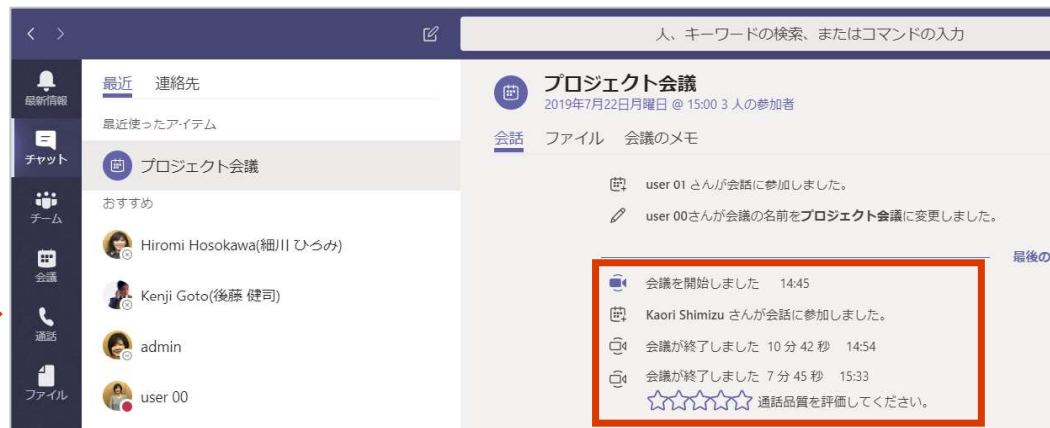 人、キーワードの検索、またはコマンドの入力
最新情報
チャット
チーム
会議
通話
ファイル
最近 連絡先
最近使ったアイテム
プロジェクト会議
おすすめ
Hiromi Hosokawa(細川 ひろみ)
Kenji Goto(後藤 健司)
admin
user 00
プロジェクト会議
2019年7月22日月曜日 @ 15:00 3 人の参加者
会話 ファイル 会議のメモ
user 01 さんが会話に参加しました。
user 00さんが会議の名前をプロジェクト会議に変更しました。
最後の
会議を開始しました 14:45
Kaori Shimizu さんが会話に参加しました。
会議が終了しました 10 分 42 秒 14:54
会議が終了しました 7 分 45 秒 15:33
通話品質を評価してください。